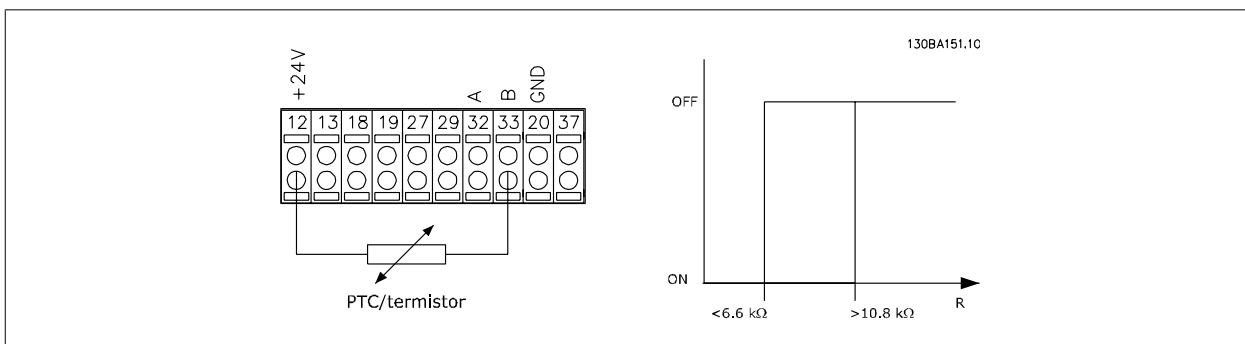 130BA151.10
+24V
A
B
GND
12 13 18 19 27 29 32 33 20 37
PTC/termistor
OFF
ON
<6.6 kΩ
>10.8 kΩ
R